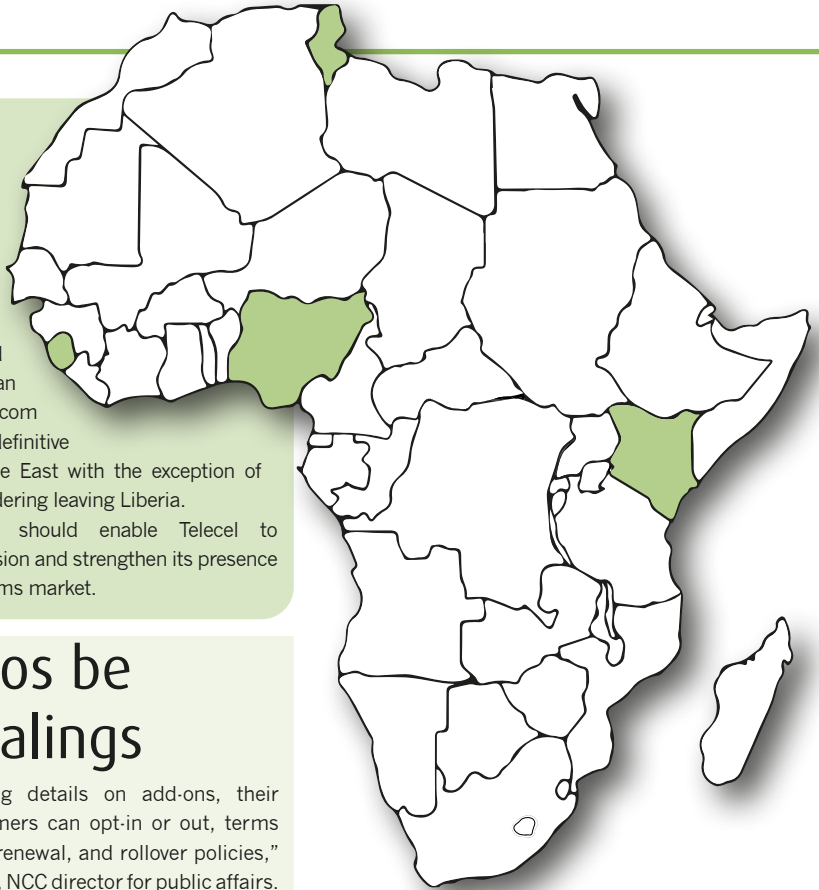 d
an
com
definitive
e East with the exception of
dering leaving Liberia.
should enable Telecel to
sion and strengthen its presence
ms market.
os be
alings
g details on add-ons, their
mers can opt-in or out, terms
renewal, and rollover policies,”
, NCC director for public affairs.